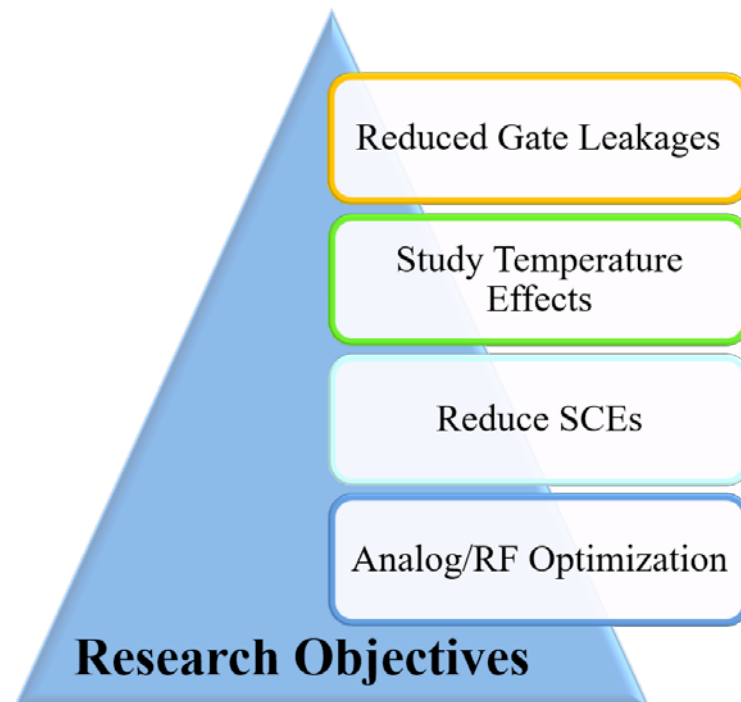 Reduced Gate Leakages
Study Temperature
Effects
Reduce SCEs
Analog/RF Optimization
Research Objectives